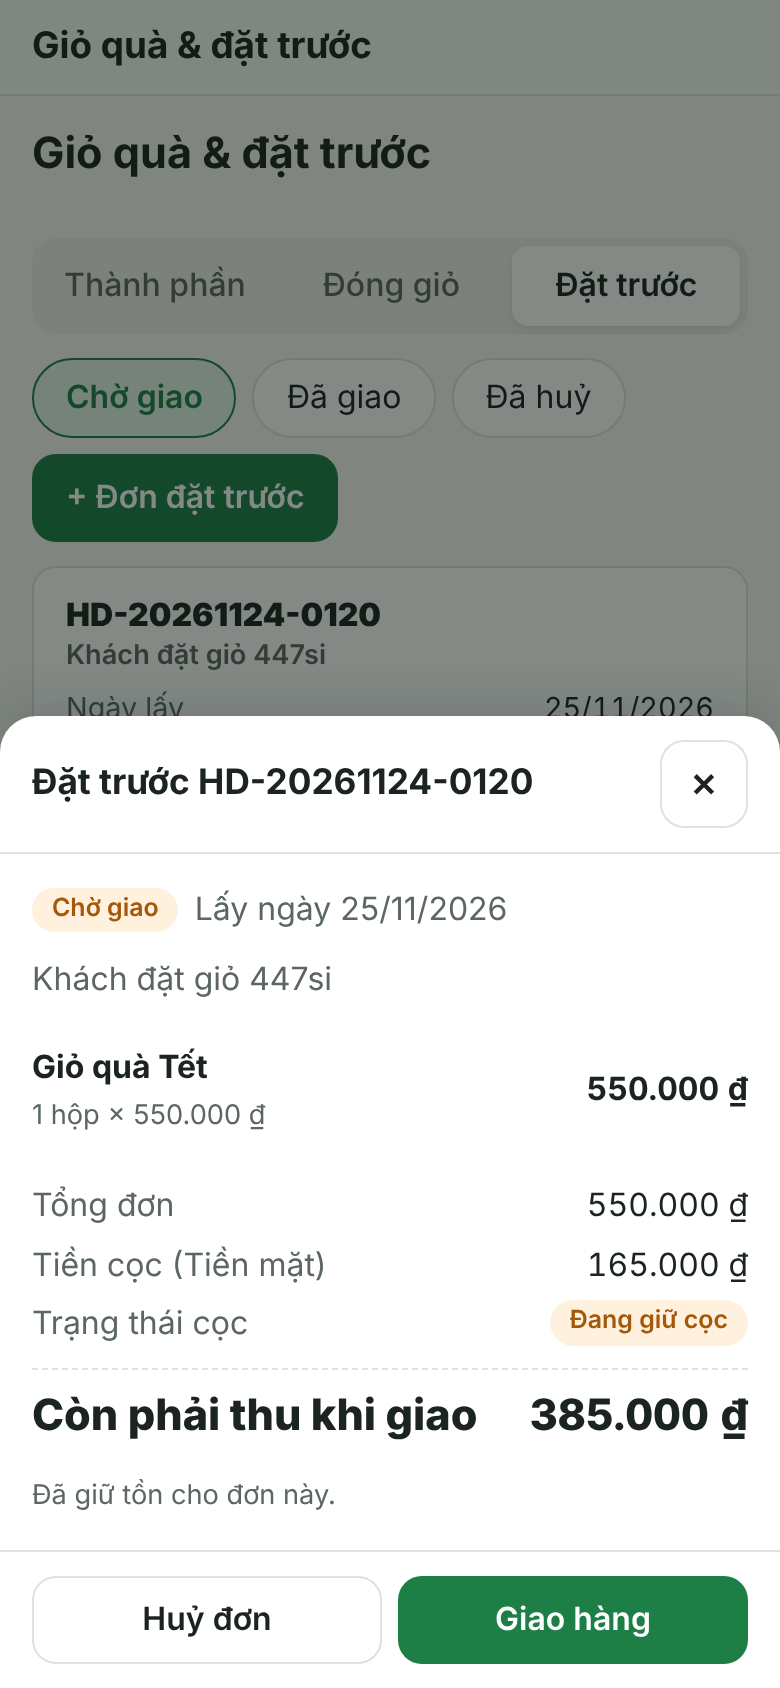 Giỏ quà & đặt trước
Giỏ quà & đặt trước
Thành phần
Đóng giỏ
Đặt trước
Chờ giao
Đã giao
Đã huỷ
+ Đơn đặt trước
HD-20261124-0120
Khách đặt giỏ 447si
Ngày lấy 25/11/2026
Đặt trước HD-20261124-0120
×
Chờ giao Lấy ngày 25/11/2026
Khách đặt giỏ 447si
Giỏ quà Tết
550.000 ₫
1 hộp × 550.000 ₫
Tổng đơn 550.000 ₫
Tiền cọc (Tiền mặt) 165.000 ₫
Trạng thái cọc Đang giữ cọc
Còn phải thu khi giao 385.000 ₫
Đã giữ tồn cho đơn này.
Huỷ đơn
Giao hàng